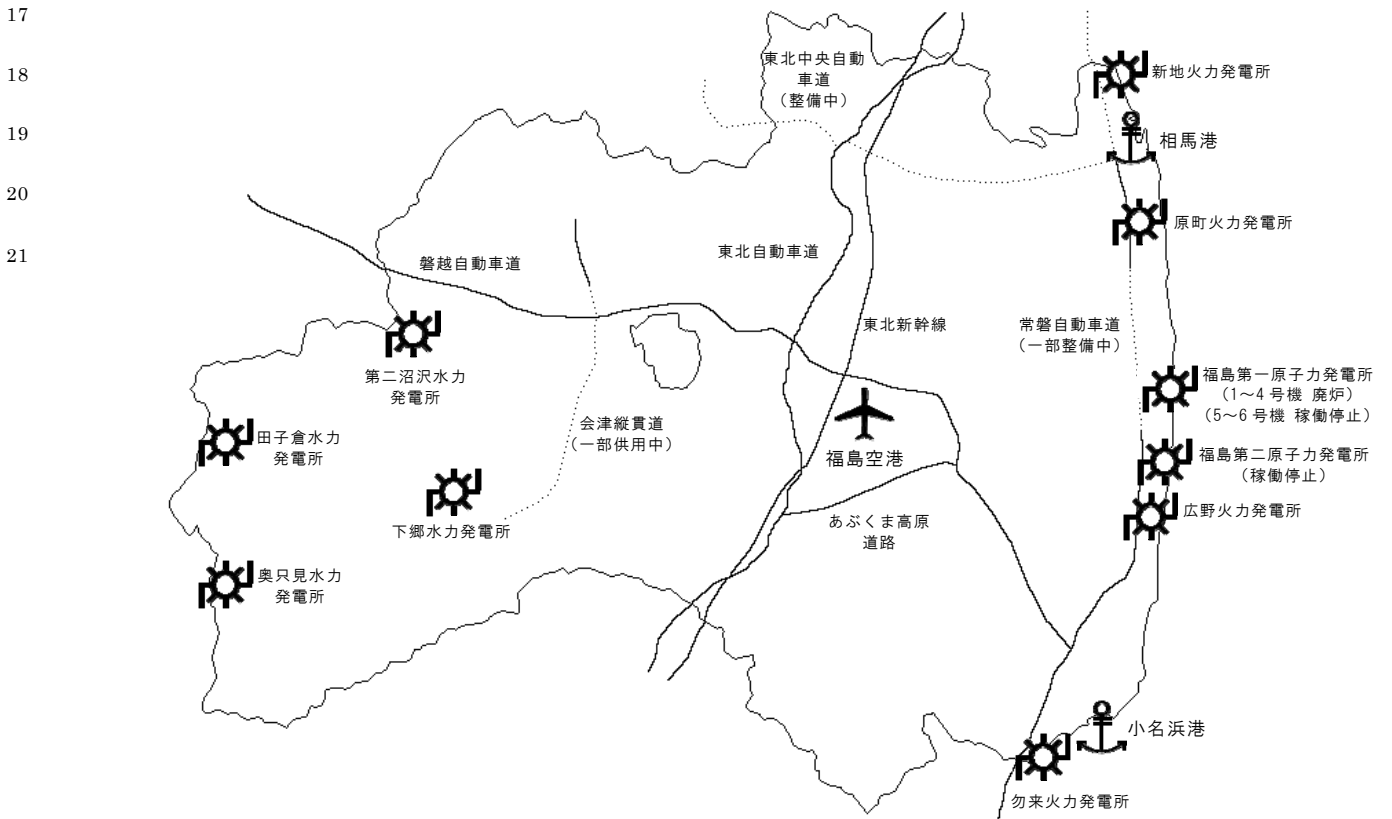 17
18
19
20
21
東北中央自動
車道
(整備中)
新地火力発電所
相馬港
原町火力発電所
磐越自動車道
東北自動車道
東北新幹線
常磐自動車道
(一部整備中)
第二沼沢水力
発電所
福島第一原子力発電所
(1~4号機 廃炉)
(5~6号機 稼働停止)
田子倉水力
発電所
会津縦貫道
(一部供用中)
福島空港
福島第二原子力発電所
(稼働停止)
下郷水力発電所
広野火力発電所
あぶくま高原
道路
奥只見水力
発電所
小名浜港
勿来火力発電所